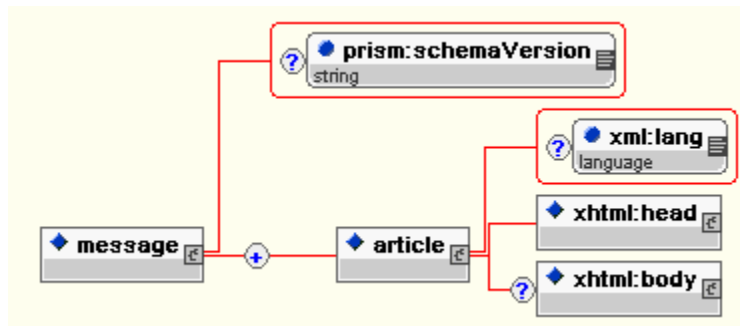 ? prism:schemaVersion
string
? xml:lang
language
xhtml:head
message + article
? xhtml:body